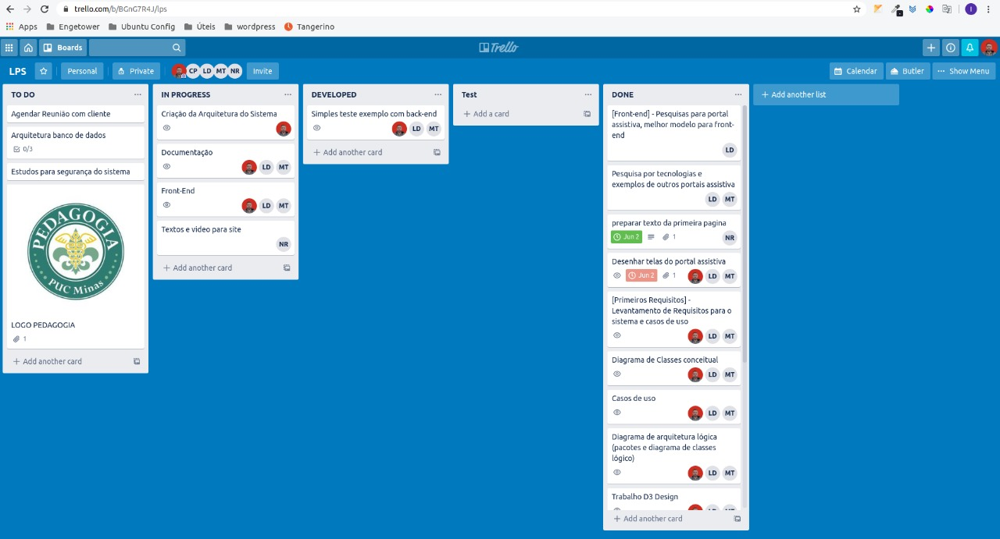 trello.com/b/BGnG7R4J/lps
Apps Engetower Ubuntu Config Úteis wordpress Tangerino
Boards
Trello
LPS Personal Private CP LD MT NR Invite Calendar Butler ··· Show Menu
TO DO
Agendar Reunião com cliente
Arquitetura banco de dados
0/3
Estudos para segurança do sistema
PEDAGOGIA
PUC Minas
LOGO PEDAGOGIA
1
+ Add another card
IN PROGRESS
Criação da Arquitetura do Sistema
Documentação
LD MT
Front-End
LD MT
Textos e video para site
NR
+ Add another card
DEVELOPED
Simples teste exemplo com back-end
LD MT
+ Add another card
Test
+ Add a card
DONE
[Front-end] - Pesquisas para portal
assistiva, melhor modelo para front-
end
LD
Pesquisa por tecnologias e
exemplos de outros portais assistiva
LD MT
preparar texto da primeira pagina
Jun 2 1 NR
Desenhar telas do portal assistiva
Jun 2 1 LD MT
[Primeiros Requisitos] -
Levantamento de Requisitos para o
sistema e casos de uso
LD MT
Diagrama de Classes conceitual
LD MT
Casos de uso
LD MT
Diagrama de arquitetura lógica
(pacotes e diagrama de classes
lógico)
LD MT
Trabalho D3 Design
LD MT
+ Add another card
+ Add another list